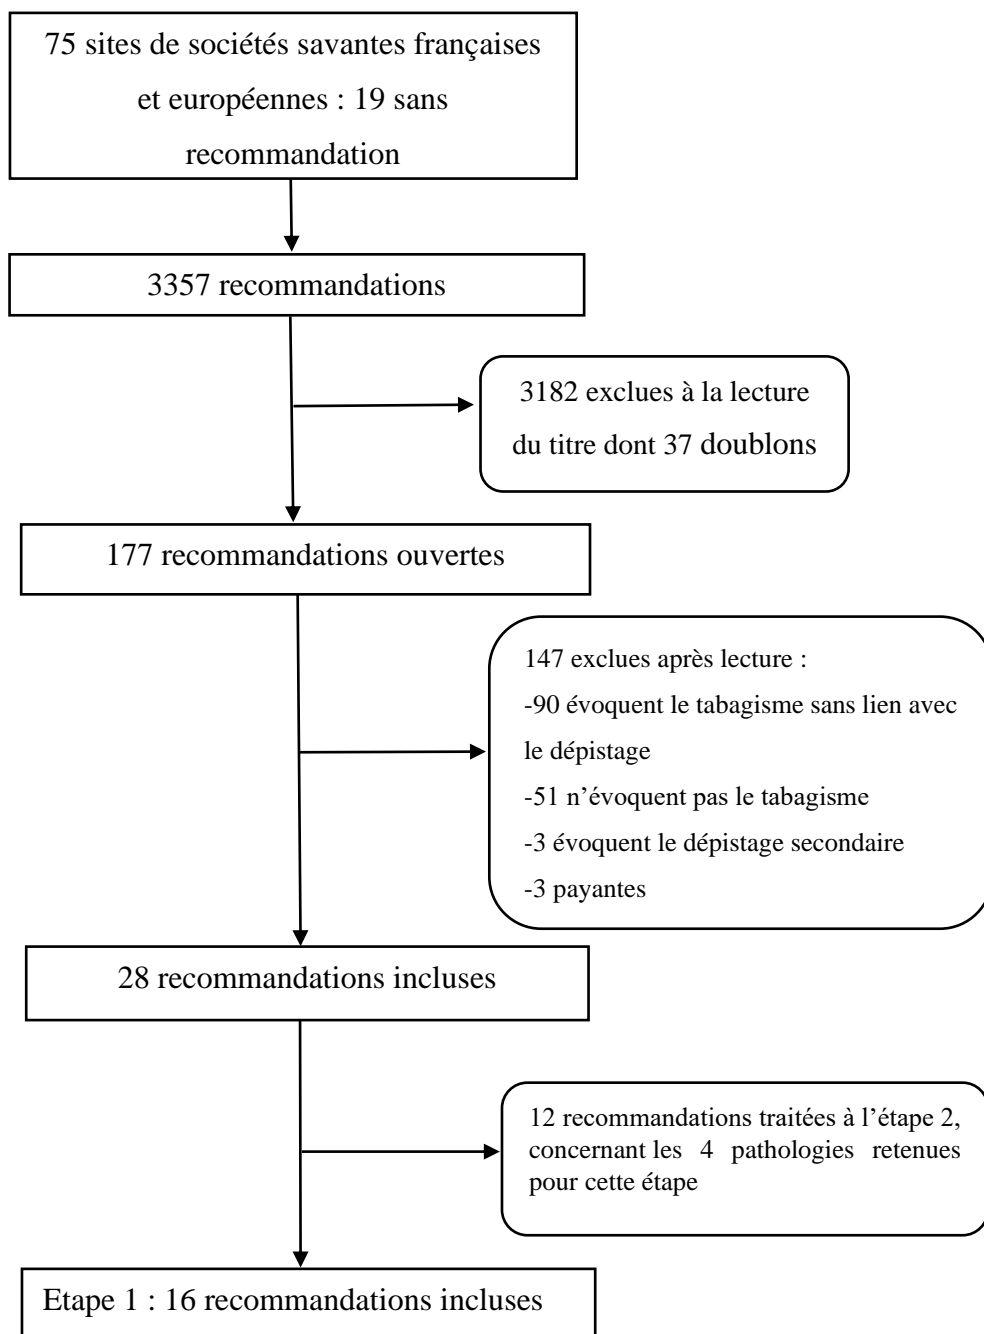 75 sites de sociétés savantes françaises
et européennes : 19 sans
recommandation
3357 recommandations
3182 exclues à la lecture
du titre dont 37 doublons
177 recommandations ouvertes
147 exclues après lecture :
-90 évoquent le tabagisme sans lien avec
le dépistage
-51 n’évoquent pas le tabagisme
-3 évoquent le dépistage secondaire
-3 payantes
28 recommandations incluses
12 recommandations traitées à l’étape 2,
concernant les 4 pathologies retenues
pour cette étape
Etape 1 : 16 recommandations incluses